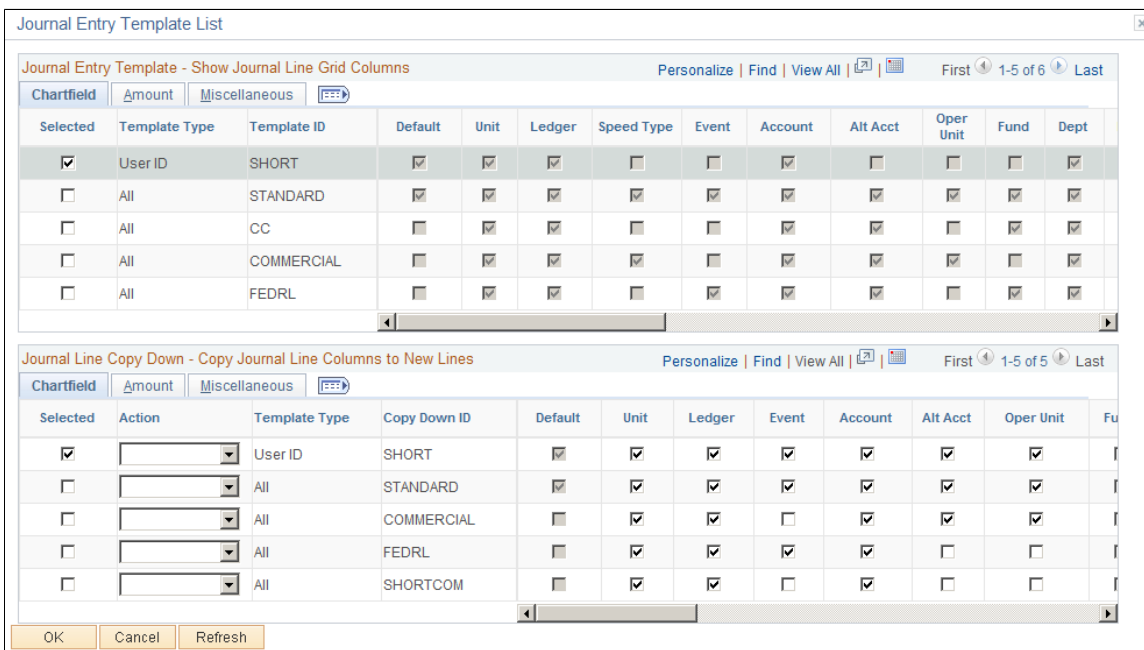 Journal Entry Template List
Journal Entry Template - Show Journal Line Grid Columns Personalize | Find | View All | | First 1-5 of 6 Last
Chartfield Amount Miscellaneous
Selected Template Type Template ID Default Unit Ledger Speed Type Event Account Alt Acct Oper Unit Fund Dept
User ID SHORT
All STANDARD
All CC
All COMMERCIAL
All FEDRL
Journal Line Copy Down - Copy Journal Line Columns to New Lines Personalize | Find | View All | | First 1-5 of 5 Last
Chartfield Amount Miscellaneous
Selected Action Template Type Copy Down ID Default Unit Ledger Event Account Alt Acct Oper Unit Fu
User ID SHORT
All STANDARD
All COMMERCIAL
All FEDRL
All SHORTCOM
OK Cancel Refresh